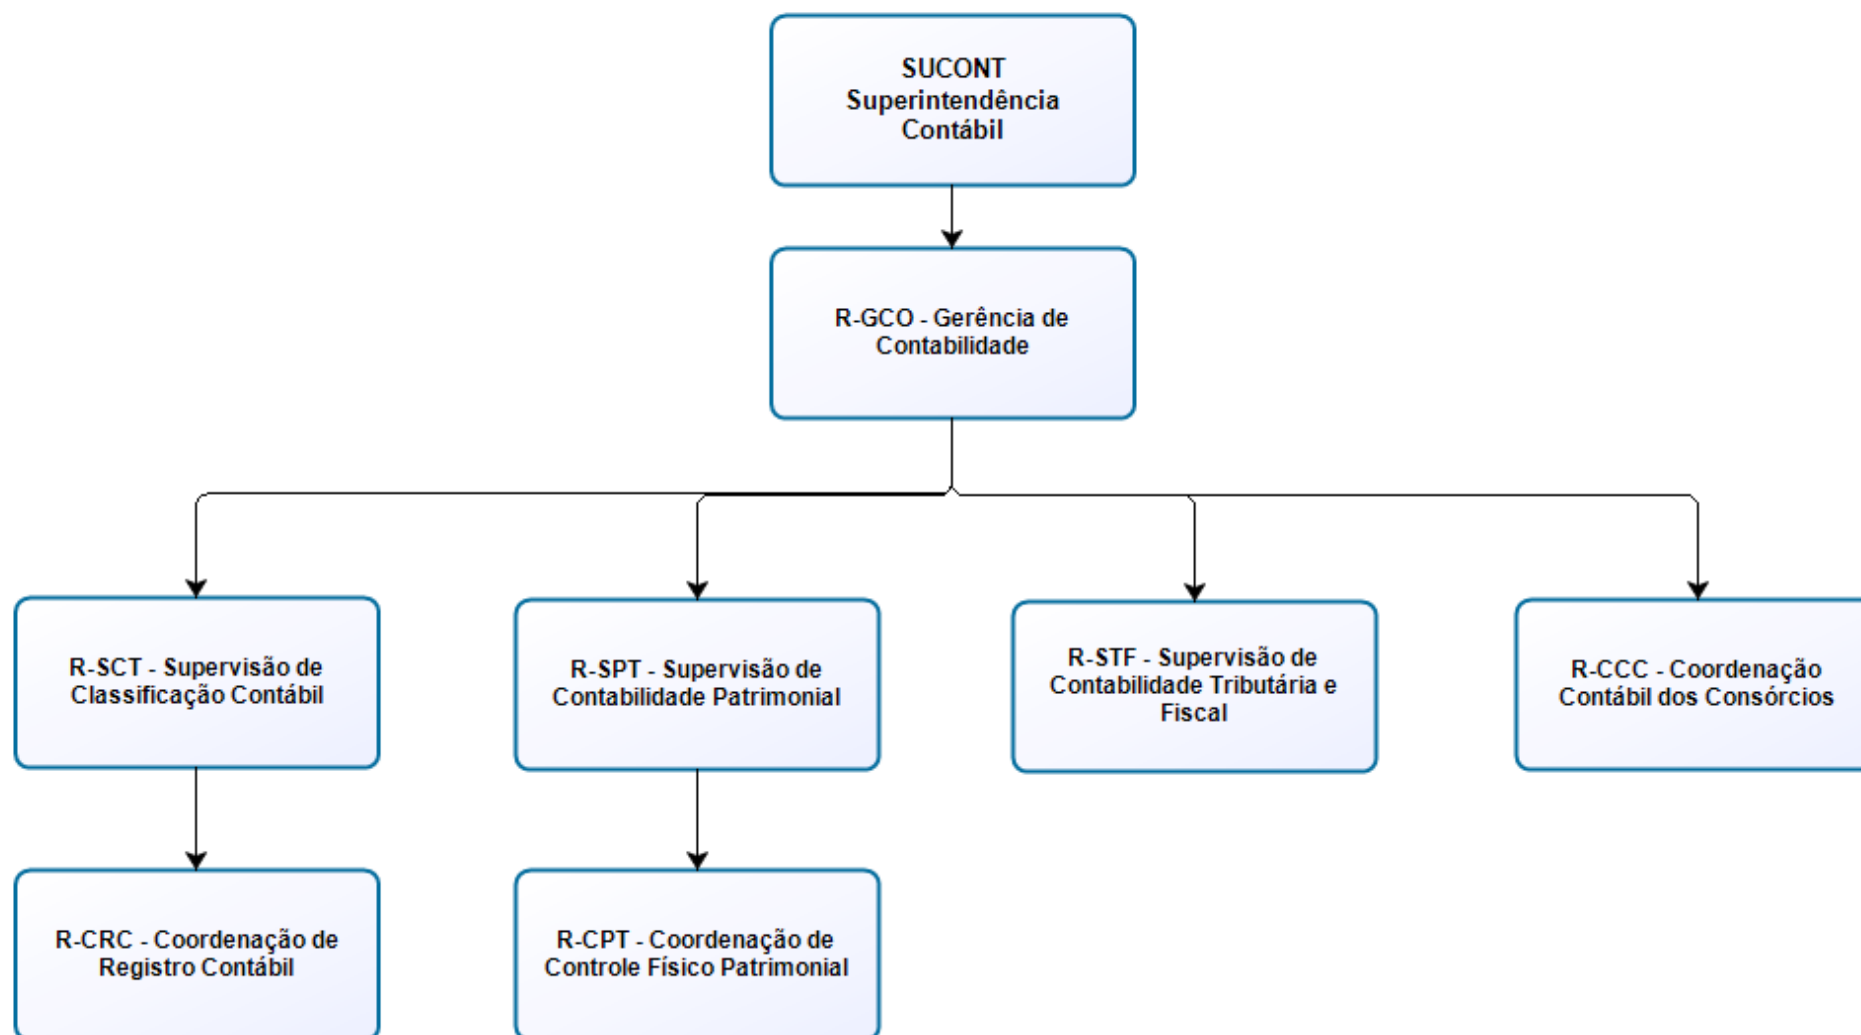 SUCONT
Superintendência
Contábil
R-GCO - Gerência de
Contabilidade
R-SCT - Supervisão de
Classificação Contábil
R-SPT - Supervisão de
Contabilidade Patrimonial
R-STF - Supervisão de
Contabilidade Tributária e
Fiscal
R-CCC - Coordenação
Contábil dos Consórcios
R-CRC - Coordenação de
Registro Contábil
R-CPT - Coordenação de
Controle Físico Patrimonial